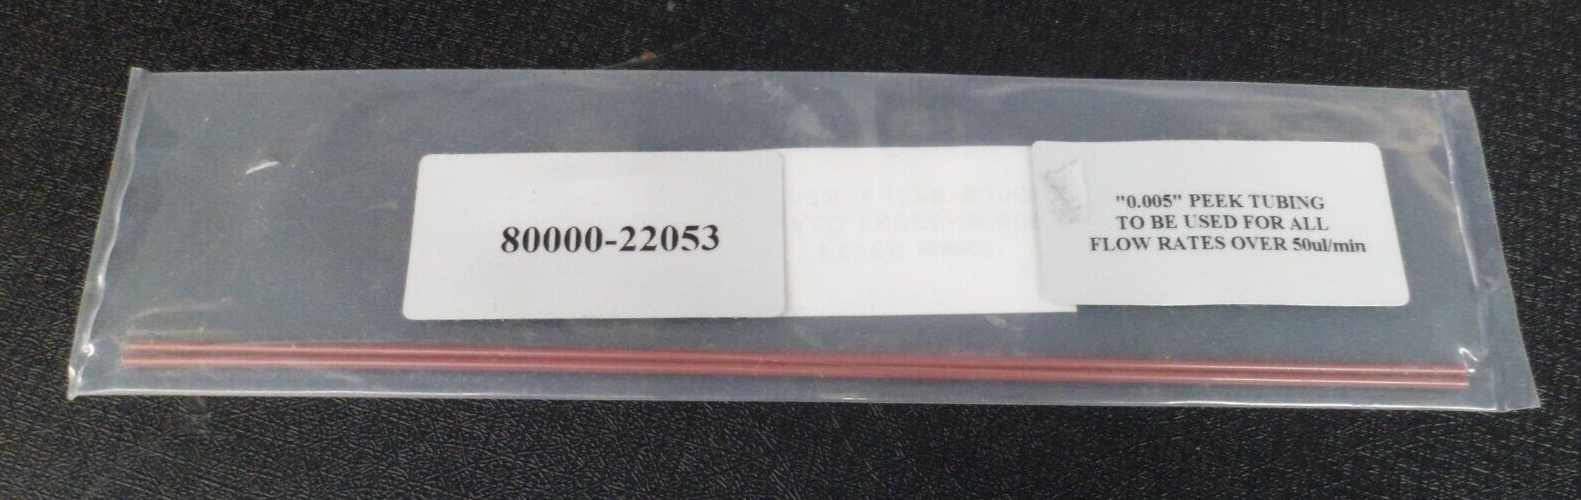 80000-22053
"0.005" PEEK TUBING
TO BE USED FOR ALL
FLOW RATES OVER 50ul/min